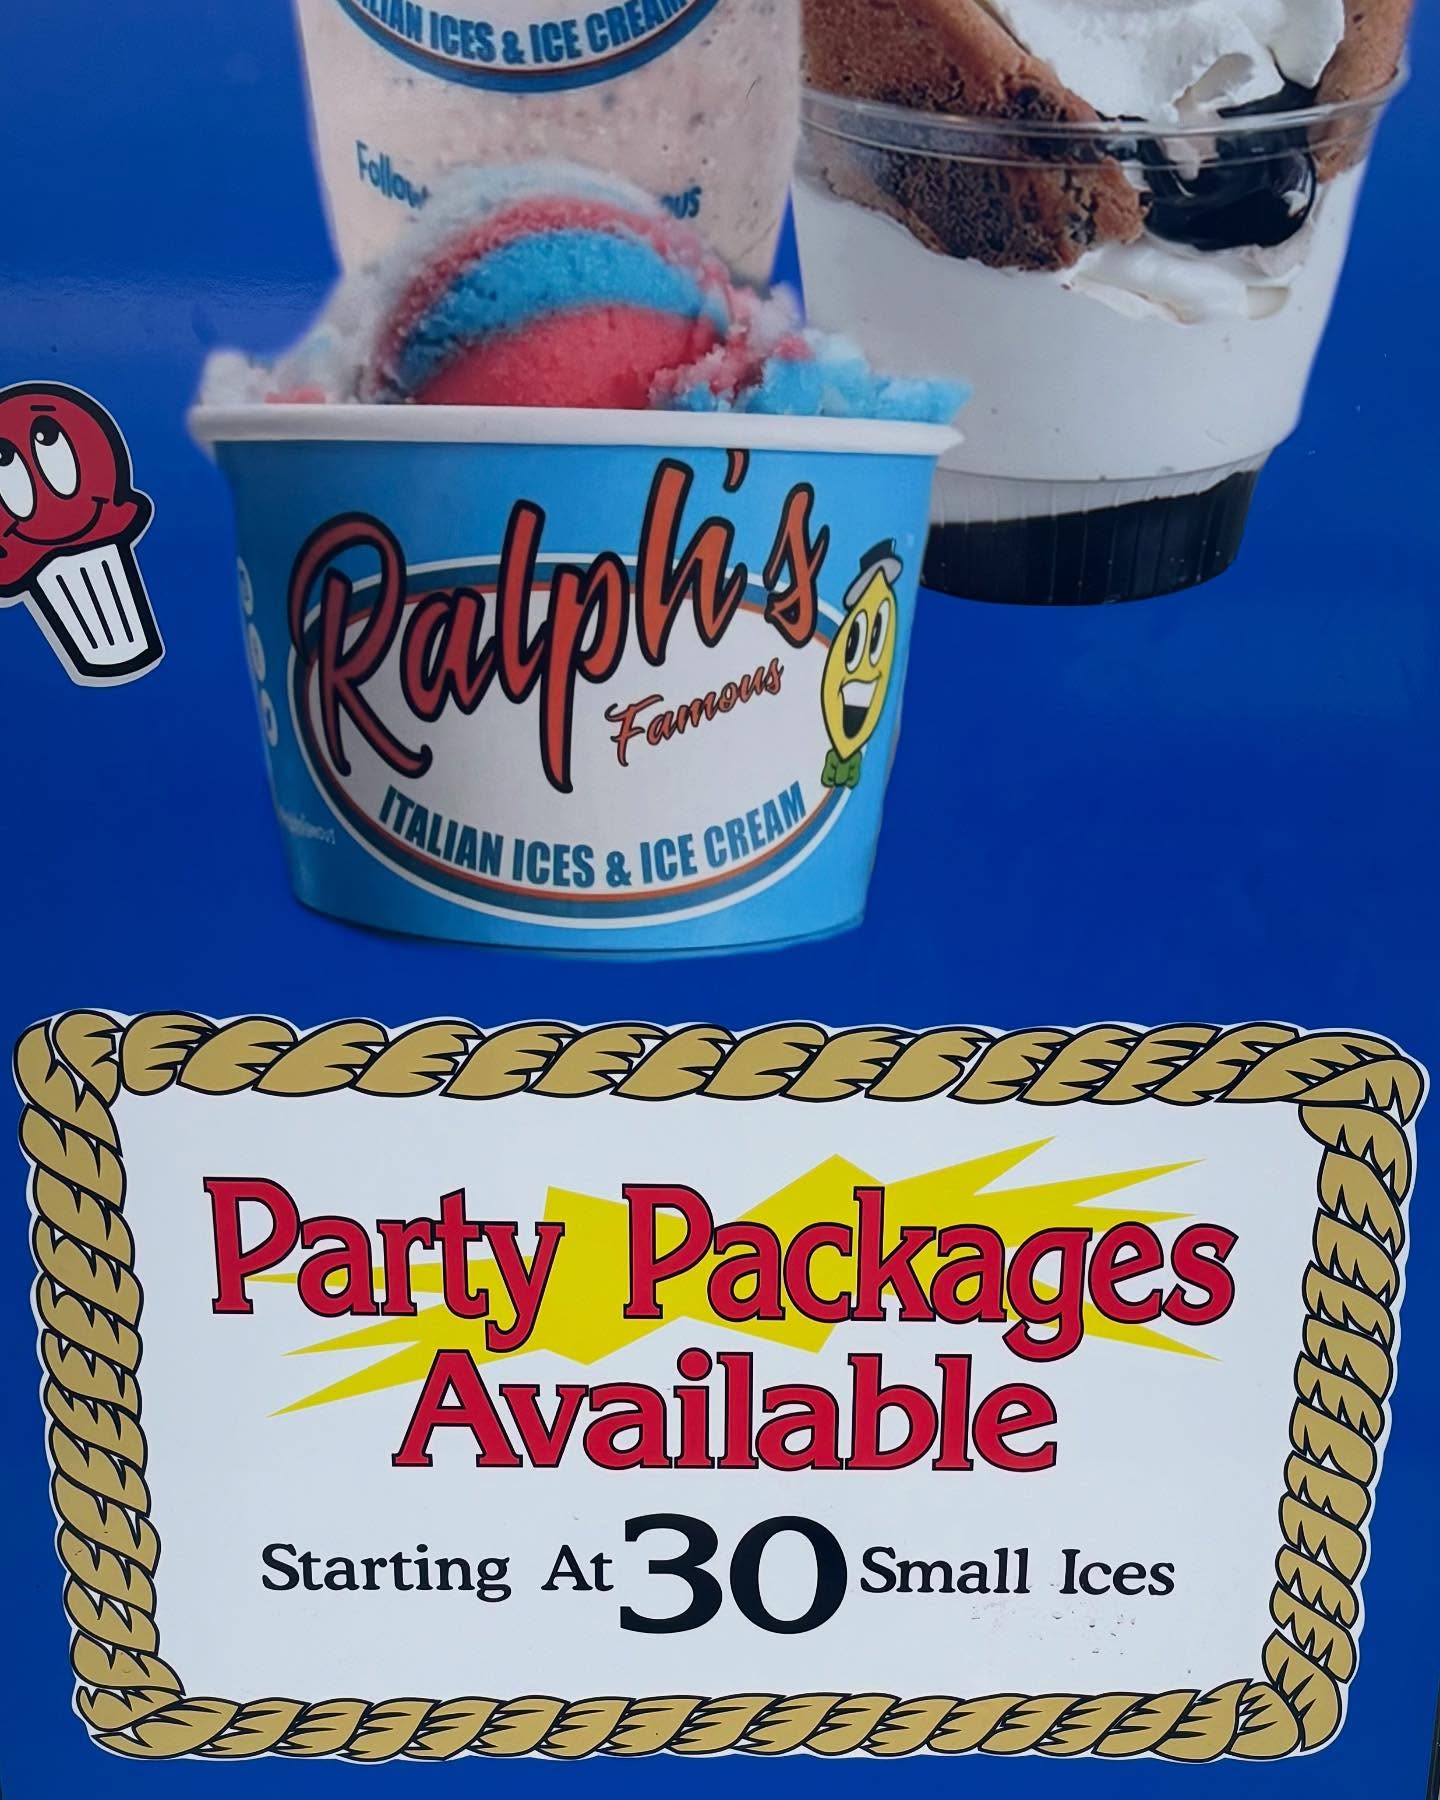 ITALIAN ICES & ICE CREAM
Ralph's
Famous
ITALIAN ICES & ICE CREAM
Party Packages
Available
Starting At 30 Small Ices